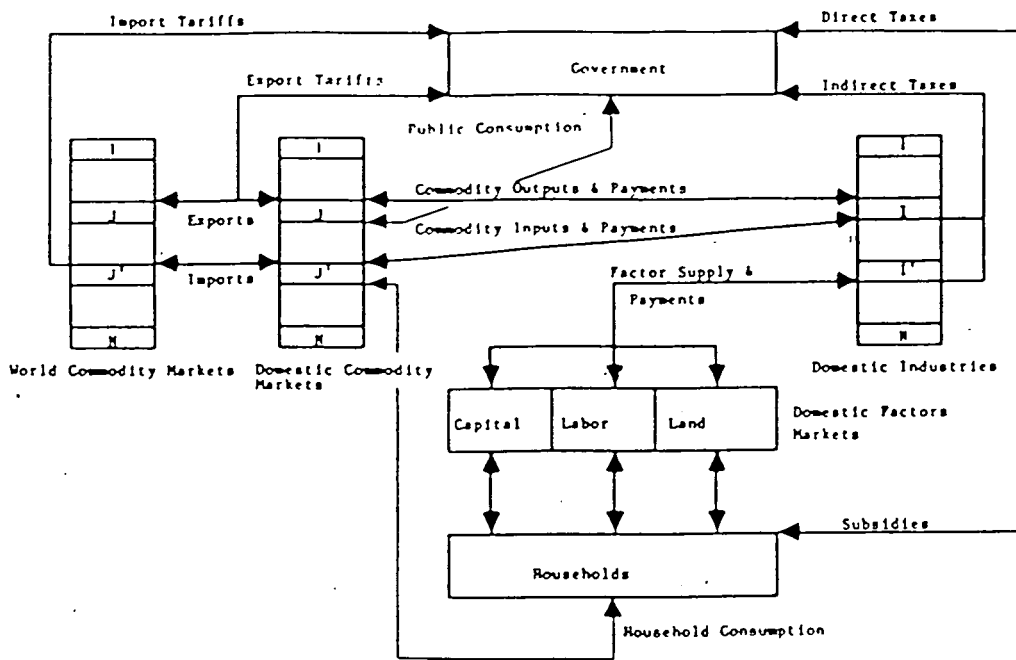 Import Tariffs
Direct Taxes
Government
Export Tariffs
Indirect Taxes
Public Consumption
I
I
I
Commodity Outputs & Payments
J
J
I
Exports
Commodity Inputs & Payments
J'
J'
I'
Imports
Factor Supply &
Payments
M
M
N
World Commodity Markets
Domestic Commodity
Markets
Domestic Industries
Capital
Labor
Land
Domestic Factors
Markets
Subsidies
Households
Household Consumption